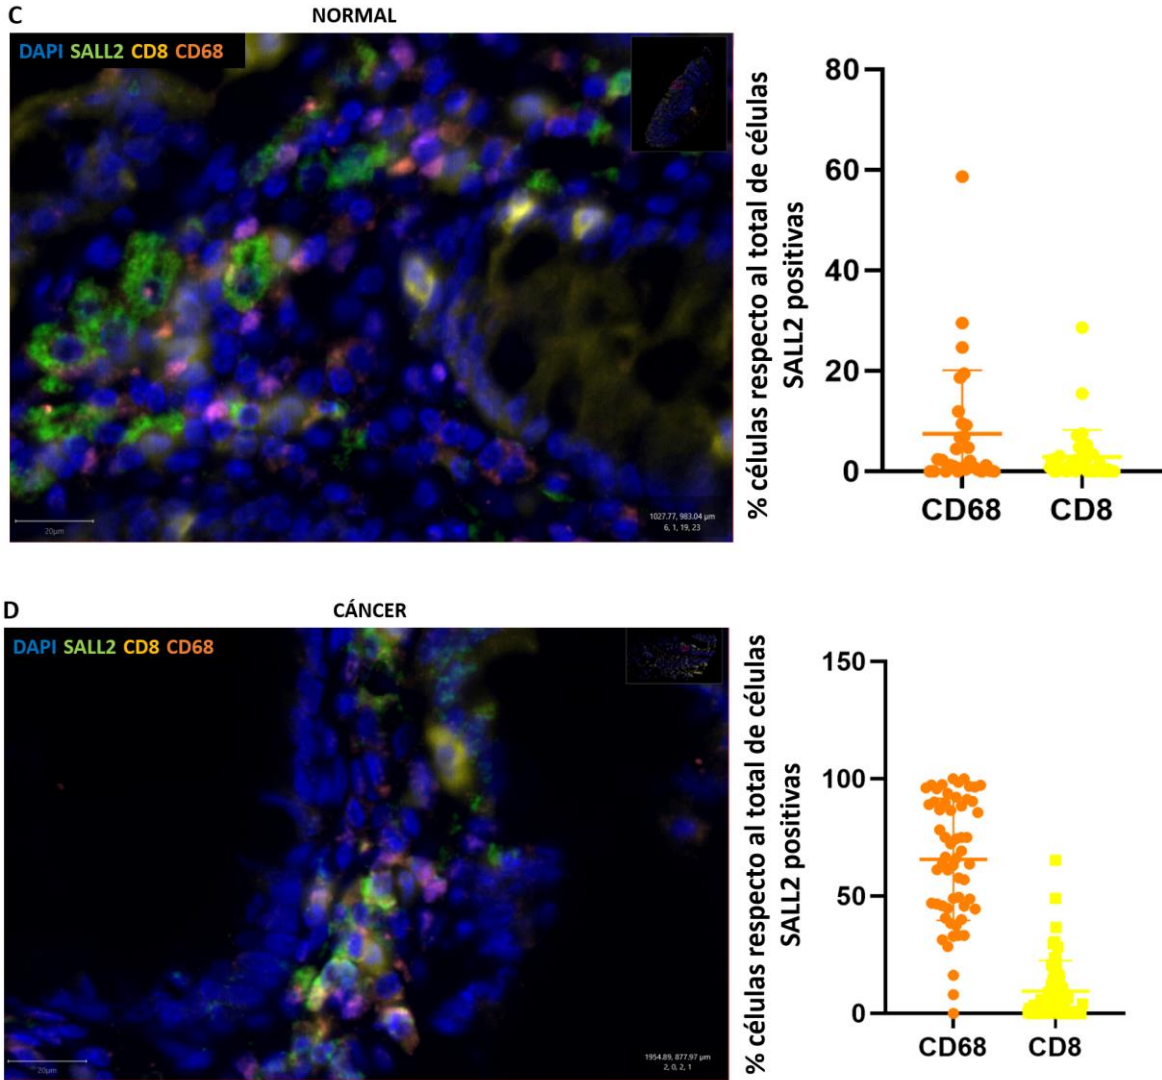 C
NORMAL
DAPI SALL2 CD8 CD68
20µm
1027.77, 983.04 µm
6, 1, 19, 23
% células respecto al total de células
SALL2 positivas
80
60
40
20
0
CD68 CD8
D
CÁNCER
DAPI SALL2 CD8 CD68
20µm
1954.89, 877.97 µm
2, 0, 2, 1
% células respecto al total de células
SALL2 positivas
150
100
50
0
CD68 CD8